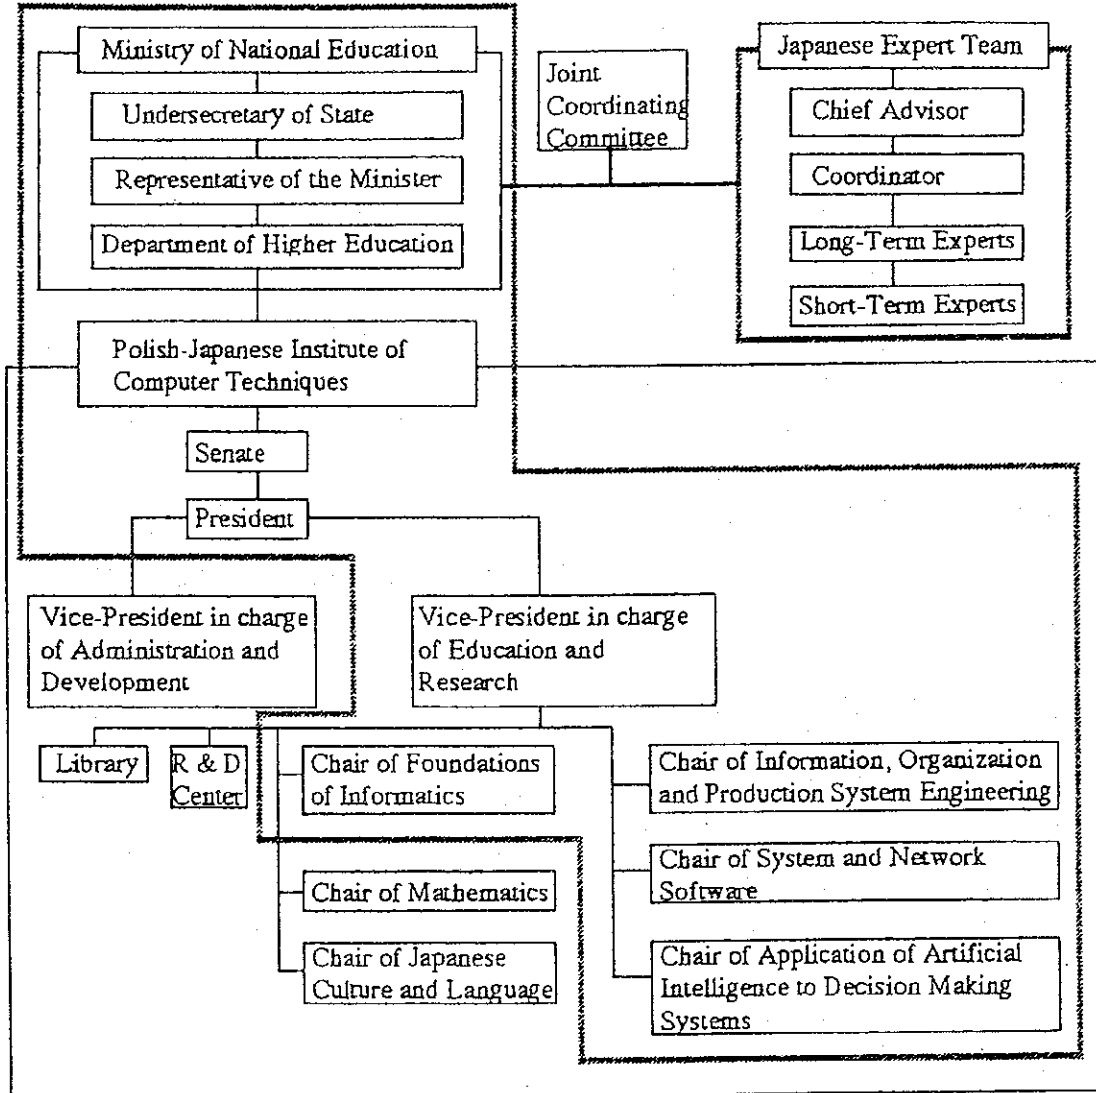 Ministry of National Education
Undersecretary of State
Representative of the Minister
Department of Higher Education
Joint
Coordinating
Committee
Japanese Expert Team
Chief Advisor
Coordinator
Long-Term Experts
Short-Term Experts
Polish-Japanese Institute of
Computer Techniques
Senate
President
Vice-President in charge
of Administration and
Development
Vice-President in charge
of Education and
Research
Library
R & D
Center
Chair of Foundations
of Informatics
Chair of Mathematics
Chair of Japanese
Culture and Language
Chair of Information, Organization
and Production System Engineering
Chair of System and Network
Software
Chair of Application of Artificial
Intelligence to Decision Making
Systems